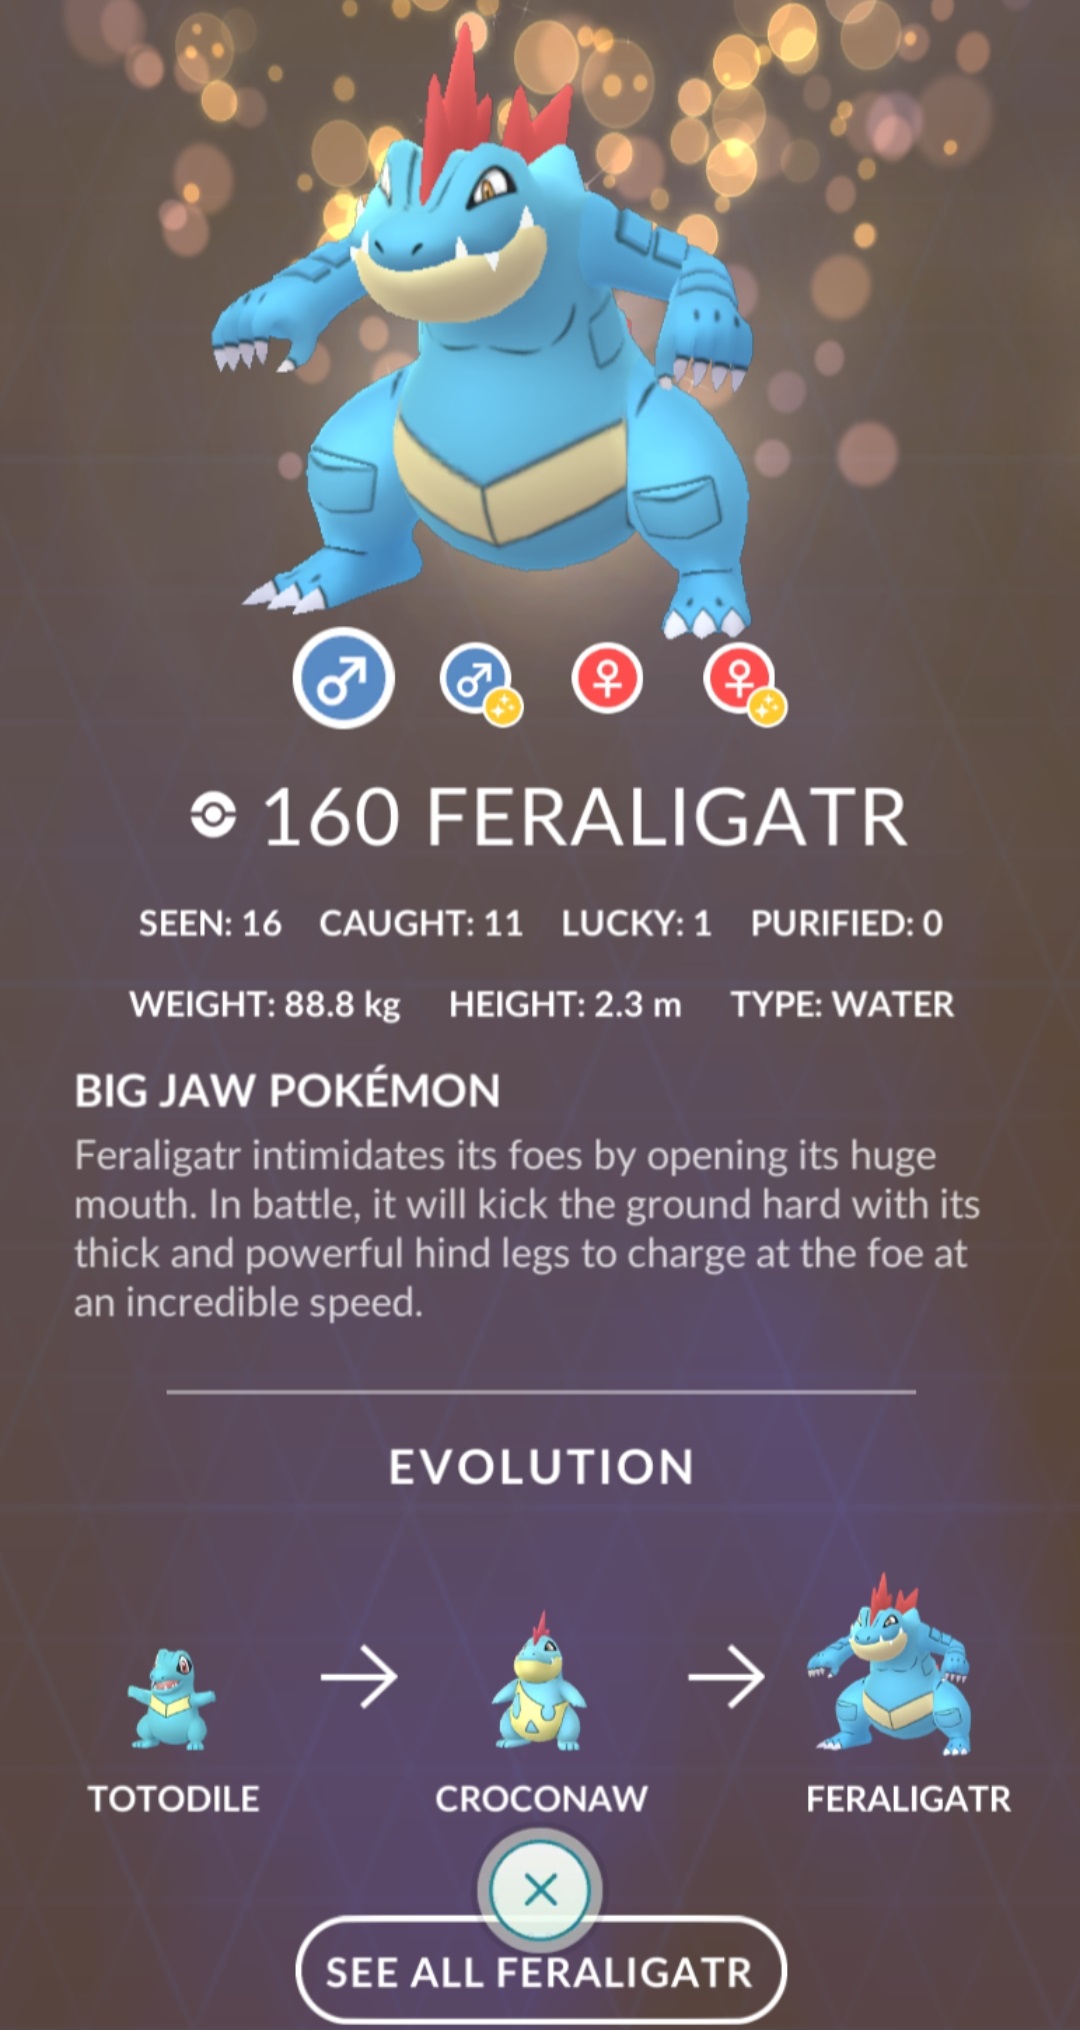 160 FERALIGATR
SEEN: 16 CAUGHT: 11 LUCKY: 1 PURIFIED: 0
WEIGHT: 88.8 kg HEIGHT: 2.3 m TYPE: WATER
BIG JAW POKÉMON
Feraligatr intimidates its foes by opening its huge
mouth. In battle, it will kick the ground hard with its
thick and powerful hind legs to charge at the foe at
an incredible speed.
EVOLUTION
TOTODILE CROCONAW FERALIGATR
SEE ALL FERALIGATR